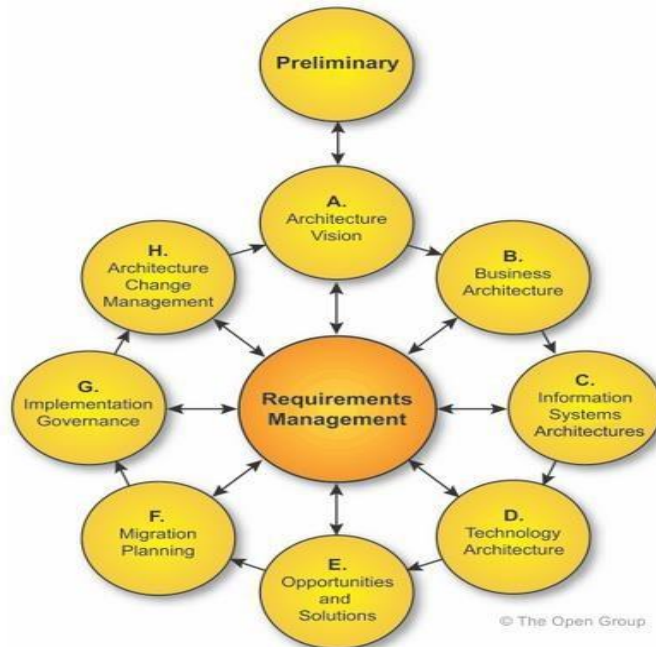 Preliminary
A.
Architecture
Vision
B.
Business
Architecture
C.
Information
Systems
Architectures
D.
Technology
Architecture
E.
Opportunities
and
Solutions
F.
Migration
Planning
G.
Implementation
Governance
H.
Architecture
Change
Management
Requirements
Management
© The Open Group